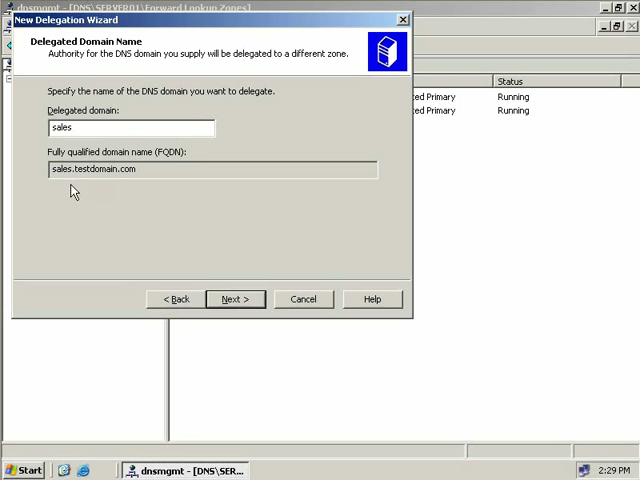 dnsmgmt - [DNS\SERVER01\Forward Lookup Zones]
New Delegation Wizard
Delegated Domain Name
Authority for the DNS domain you supply will be delegated to a different zone.
Status
Specify the name of the DNS domain you want to delegate.
Primary
Running
Delegated domain:
Primary
Running
sales
Fully qualified domain name (FQDN):
sales.testdomain.com
< Back
Next >
Cancel
Help
Start
dnsmgmt - [DNS\SER...
2:29 PM